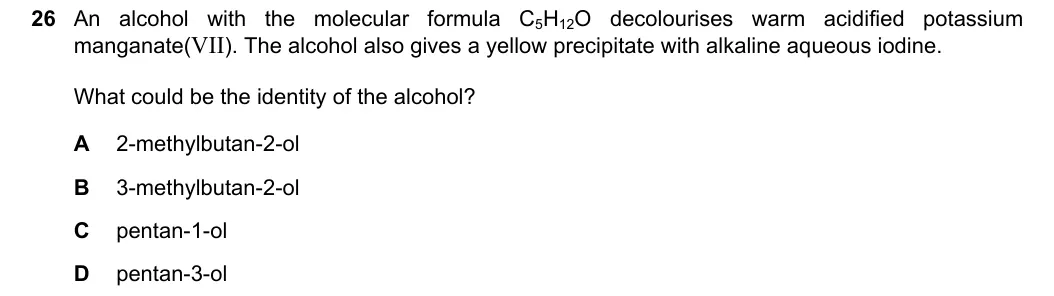 26 An alcohol with the molecular formula C₅H₁₂O decolourises warm acidified potassium
manganate(VII). The alcohol also gives a yellow precipitate with alkaline aqueous iodine.
What could be the identity of the alcohol?
A 2-methylbutan-2-ol
B 3-methylbutan-2-ol
C pentan-1-ol
D pentan-3-ol